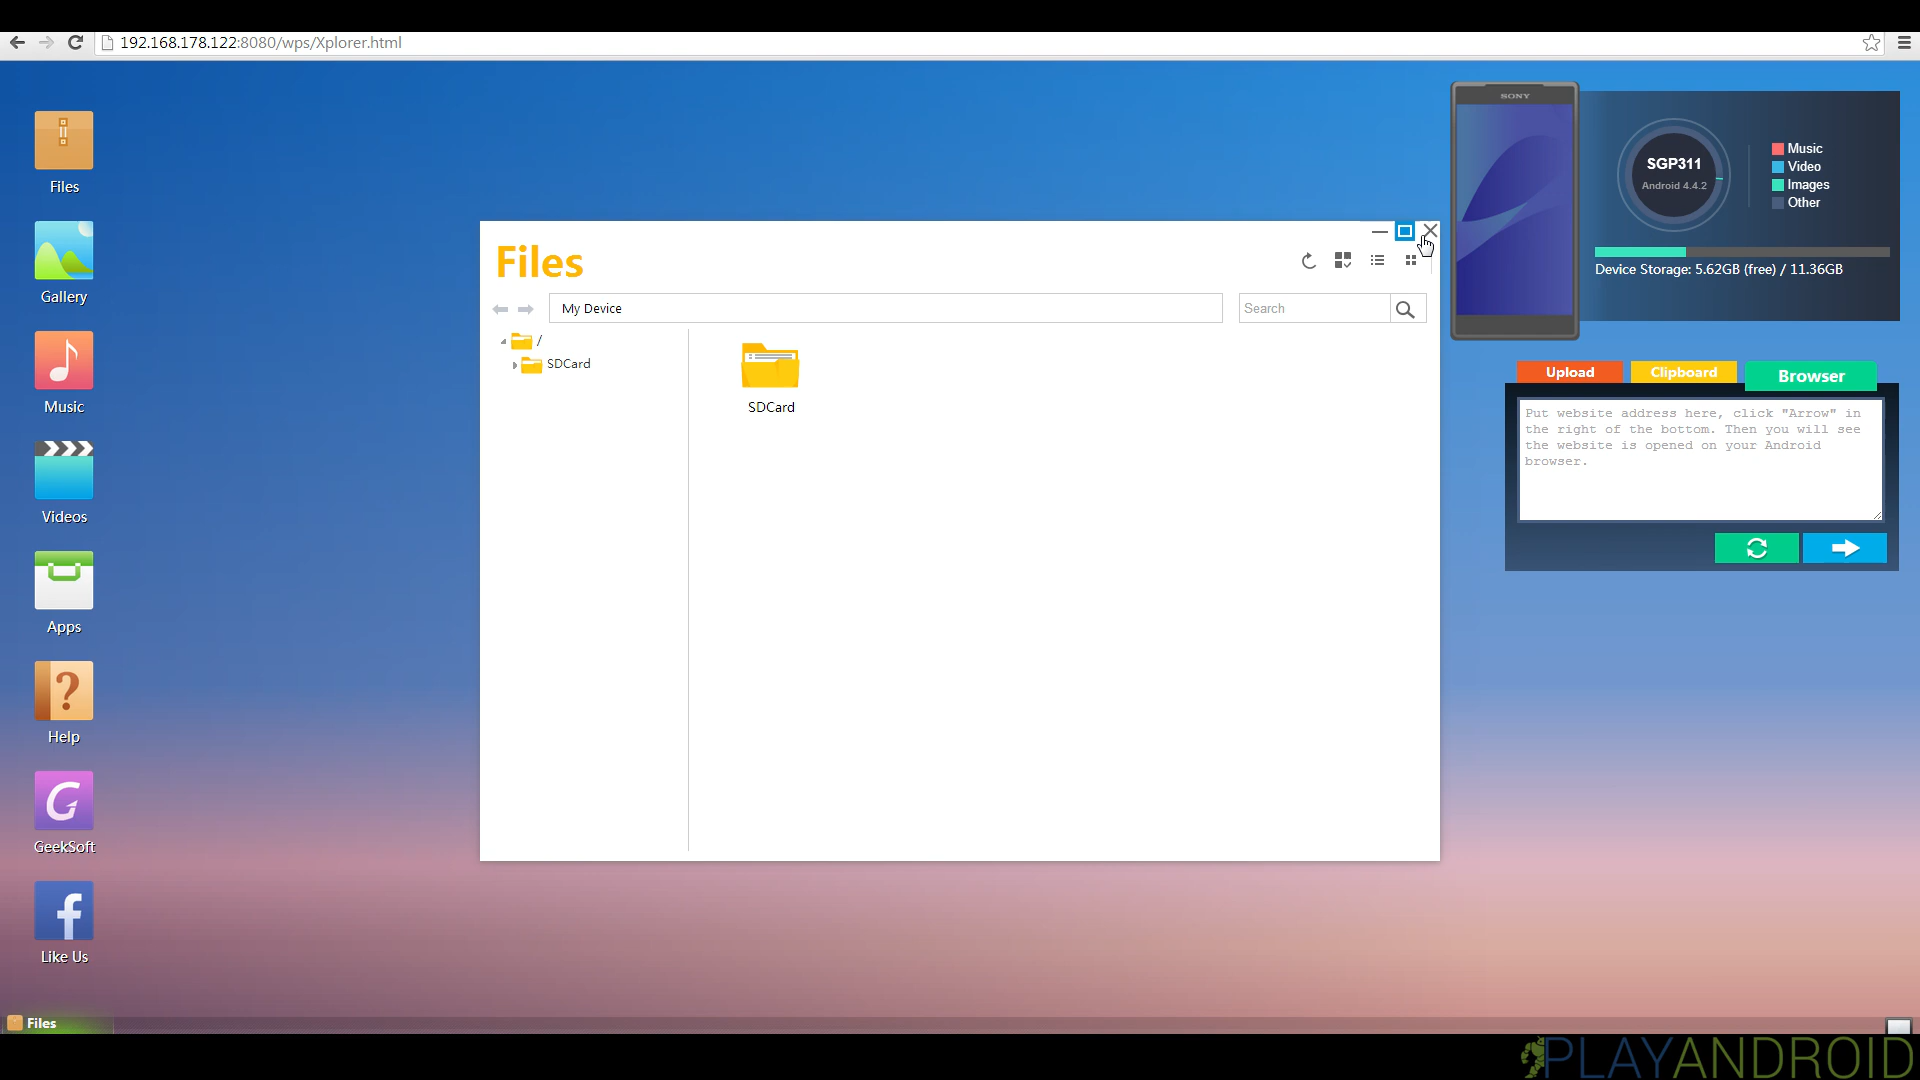 192.168.178.122:8080/wps/Xplorer.html
Files
Gallery
Music
Videos
Apps
Help
GeekSoft
Like Us
Files
My Device
Search
/
SDCard
SDCard
SONY
SGP311
Android 4.4.2
Music
Video
Images
Other
Device Storage: 5.62GB (free) / 11.36GB
Upload
Clipboard
Browser
Put website address here, click "Arrow" in
the right of the bottom. Then you will see
the website is opened on your Android
browser.
Files
PLAYANDROID